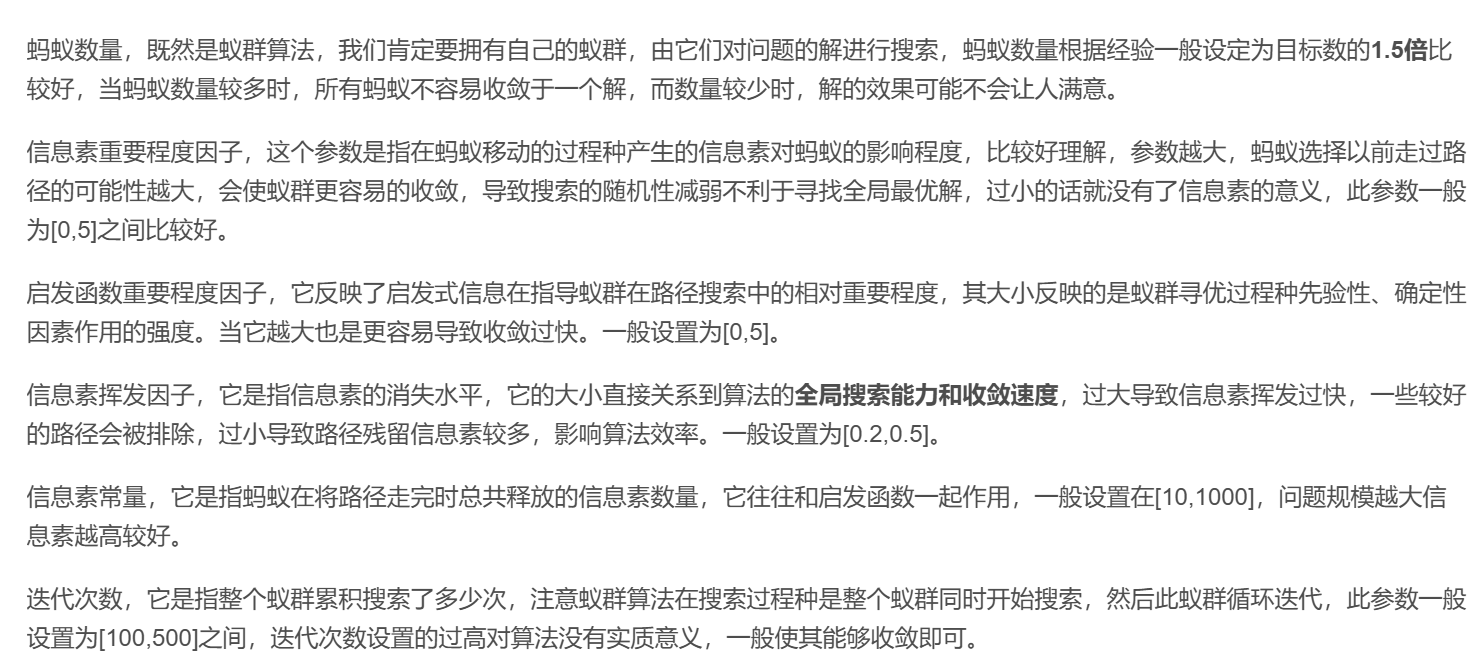 蚂蚁数量，既然是蚁群算法，我们肯定要拥有自己的蚁群，由它们对问题的解进行搜索，蚂蚁数量根据经验一般设定为目标数的1.5倍比
较好，当蚂蚁数量较多时，所有蚂蚁不容易收敛于一个解，而数量较少时，解的效果可能不会让人满意。
信息素重要程度因子，这个参数是指在蚂蚁移动的过程种产生的信息素对蚂蚁的影响程度，比较好理解，参数越大，蚂蚁选择以前走过路
径的可能性越大，会使蚁群更容易的收敛，导致搜索的随机性减弱不利于寻找全局最优解，过小的话就没有了信息素的意义，此参数一般
为[0,5]之间比较好。
启发函数重要程度因子，它反映了启发式信息在指导蚁群在路径搜索中的相对重要程度，其大小反映的是蚁群寻优过程种先验性、确定性
因素作用的强度。当它越大也是更容易导致收敛过快。一般设置为[0,5]。
信息素挥发因子，它是指信息素的消失水平，它的大小直接关系到算法的全局搜索能力和收敛速度，过大导致信息素挥发过快，一些较好
的路径会被排除，过小导致路径残留信息素较多，影响算法效率。一般设置为[0.2,0.5]。
信息素常量，它是指蚂蚁在将路径走完时总共释放的信息素数量，它往往和启发函数一起作用，一般设置在[10,1000]，问题规模越大信
息素越高较好。
迭代次数，它是指整个蚁群累积搜索了多少次，注意蚁群算法在搜索过程种是整个蚁群同时开始搜索，然后此蚁群循环迭代，此参数一般
设置为[100,500]之间，迭代次数设置的过高对算法没有实质意义，一般使其能够收敛即可。